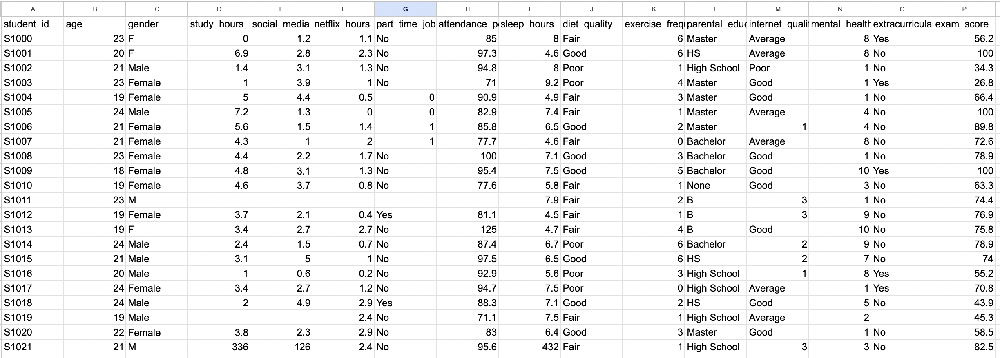 A B C D E F G H I J K L M N O P
student_id age gender study_hours_ social_media_ netflix_hours part_time_job attendance_p sleep_hours diet_quality exercise_freq parental_educ internet_qualit mental_health extracurricular exam_score
S1000 23 F 0 1.2 1.1 No 85 8 Fair 6 Master Average 8 Yes 56.2
S1001 20 F 6.9 2.8 2.3 No 97.3 4.6 Good 6 HS Average 8 No 100
S1002 21 Male 1.4 3.1 1.3 No 94.8 8 Poor 1 High School Poor 1 No 34.3
S1003 23 Female 1 3.9 1 No 71 9.2 Poor 4 Master Good 1 Yes 26.8
S1004 19 Female 5 4.4 0.5 0 90.9 4.9 Fair 3 Master Good 1 No 66.4
S1005 24 Male 7.2 1.3 0 0 82.9 7.4 Fair 1 Master Average 4 No 100
S1006 21 Female 5.6 1.5 1.4 1 85.8 6.5 Good 2 Master 1 4 No 89.8
S1007 21 Female 4.3 1 2 1 77.7 4.6 Fair 0 Bachelor Average 8 No 72.6
S1008 23 Female 4.4 2.2 1.7 No 100 7.1 Good 3 Bachelor Good 1 No 78.9
S1009 18 Female 4.8 3.1 1.3 No 95.4 7.5 Good 5 Bachelor Good 10 Yes 100
S1010 19 Female 4.6 3.7 0.8 No 77.6 5.8 Fair 1 None Good 3 No 63.3
S1011 23 M 7.9 Fair 2 B 3 1 No 74.4
S1012 19 Female 3.7 2.1 0.4 Yes 81.1 4.5 Fair 1 B 3 9 No 76.9
S1013 19 F 3.4 2.7 2.7 No 125 4.7 Fair 4 B Good 10 No 75.8
S1014 24 Male 2.4 1.5 0.7 No 87.4 6.7 Poor 6 Bachelor 2 9 No 78.9
S1015 21 Male 3.1 5 1 No 97.5 6.5 Good 6 HS 2 7 No 74
S1016 20 Male 1 0.6 0.2 No 92.9 5.6 Poor 3 High School 1 8 Yes 55.2
S1017 24 Female 3.4 2.7 1.2 No 94.7 7.5 Poor 0 High School Average 1 Yes 70.8
S1018 24 Male 2 4.9 2.9 Yes 88.3 7.1 Good 2 HS Good 5 No 43.9
S1019 19 Male 2.4 No 71.1 7.5 Fair 1 High School Average 2 45.3
S1020 22 Female 3.8 2.3 2.9 No 83 6.4 Good 3 Master Good 1 No 58.5
S1021 21 M 336 126 2.4 No 95.6 432 Fair 1 High School 3 3 No 82.5